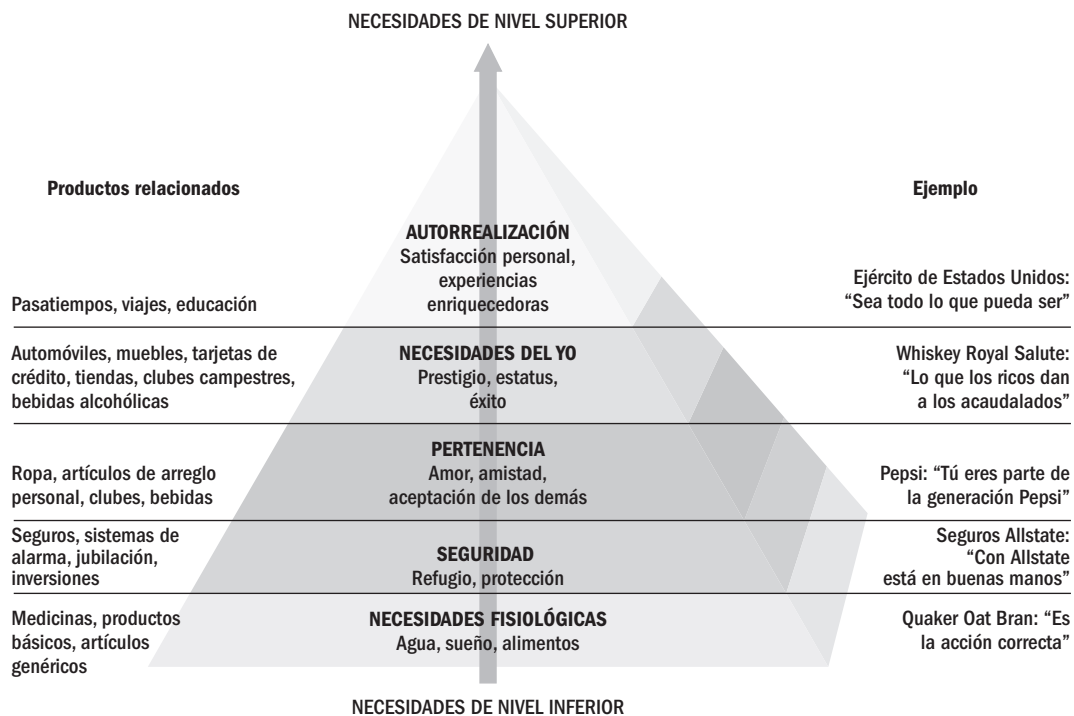 NECESIDADES DE NIVEL SUPERIOR
Productos relacionados
Ejemplo
AUTORREALIZACIÓN
Satisfacción personal,
experiencias
enriquecedoras
Pasatiempos, viajes, educación
Ejército de Estados Unidos:
“Sea todo lo que pueda ser”
Automóviles, muebles, tarjetas de
crédito, tiendas, clubes campestres,
bebidas alcohólicas
NECESIDADES DEL YO
Prestigio, estatus,
éxito
Whiskey Royal Salute:
“Lo que los ricos dan
a los acaudalados”
Ropa, artículos de arreglo
personal, clubes, bebidas
PERTENENCIA
Amor, amistad,
aceptación de los demás
Pepsi: “Tú eres parte de
la generación Pepsi”
Seguros, sistemas de
alarma, jubilación,
inversiones
SEGURIDAD
Refugio, protección
Seguros Allstate:
“Con Allstate
está en buenas manos”
Medicinas, productos
básicos, artículos
genéricos
NECESIDADES FISIOLÓGICAS
Agua, sueño, alimentos
Quaker Oat Bran: “Es
la acción correcta”
NECESIDADES DE NIVEL INFERIOR